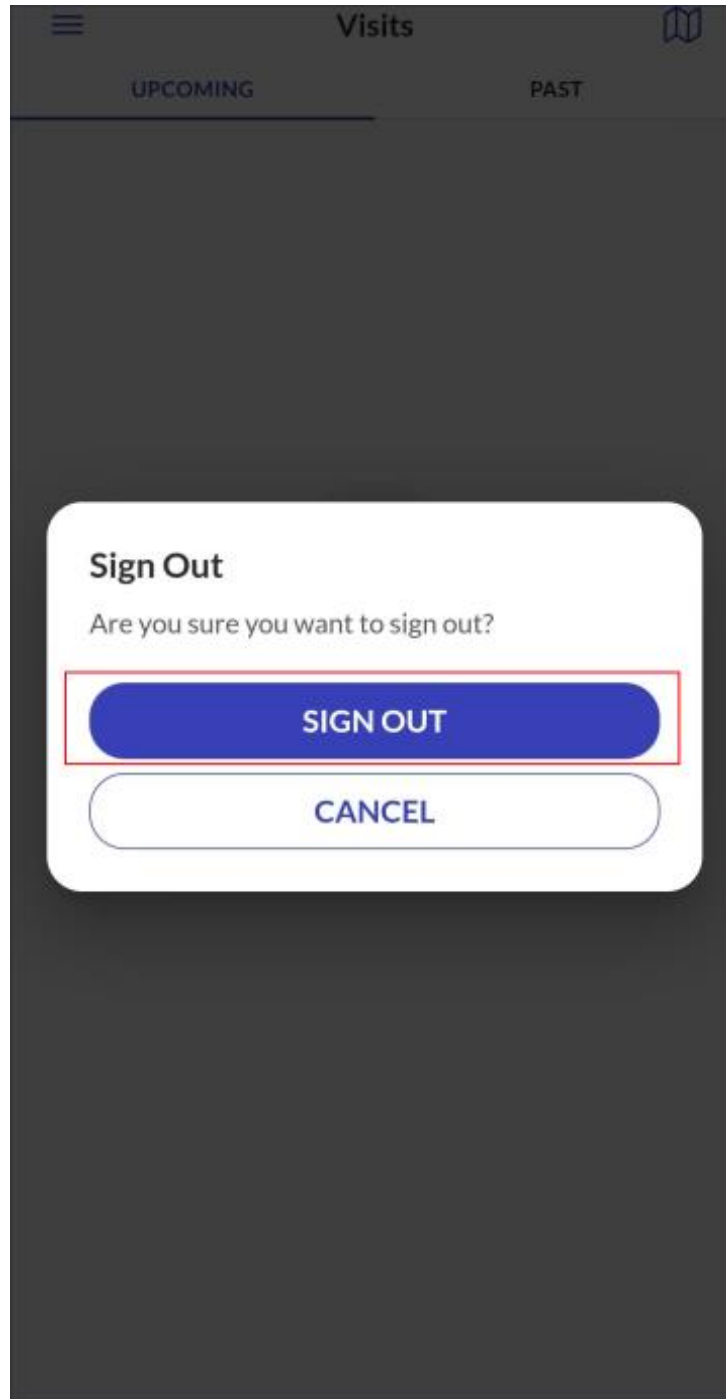 Visits
UPCOMING PAST
Sign Out
Are you sure you want to sign out?
SIGN OUT
CANCEL